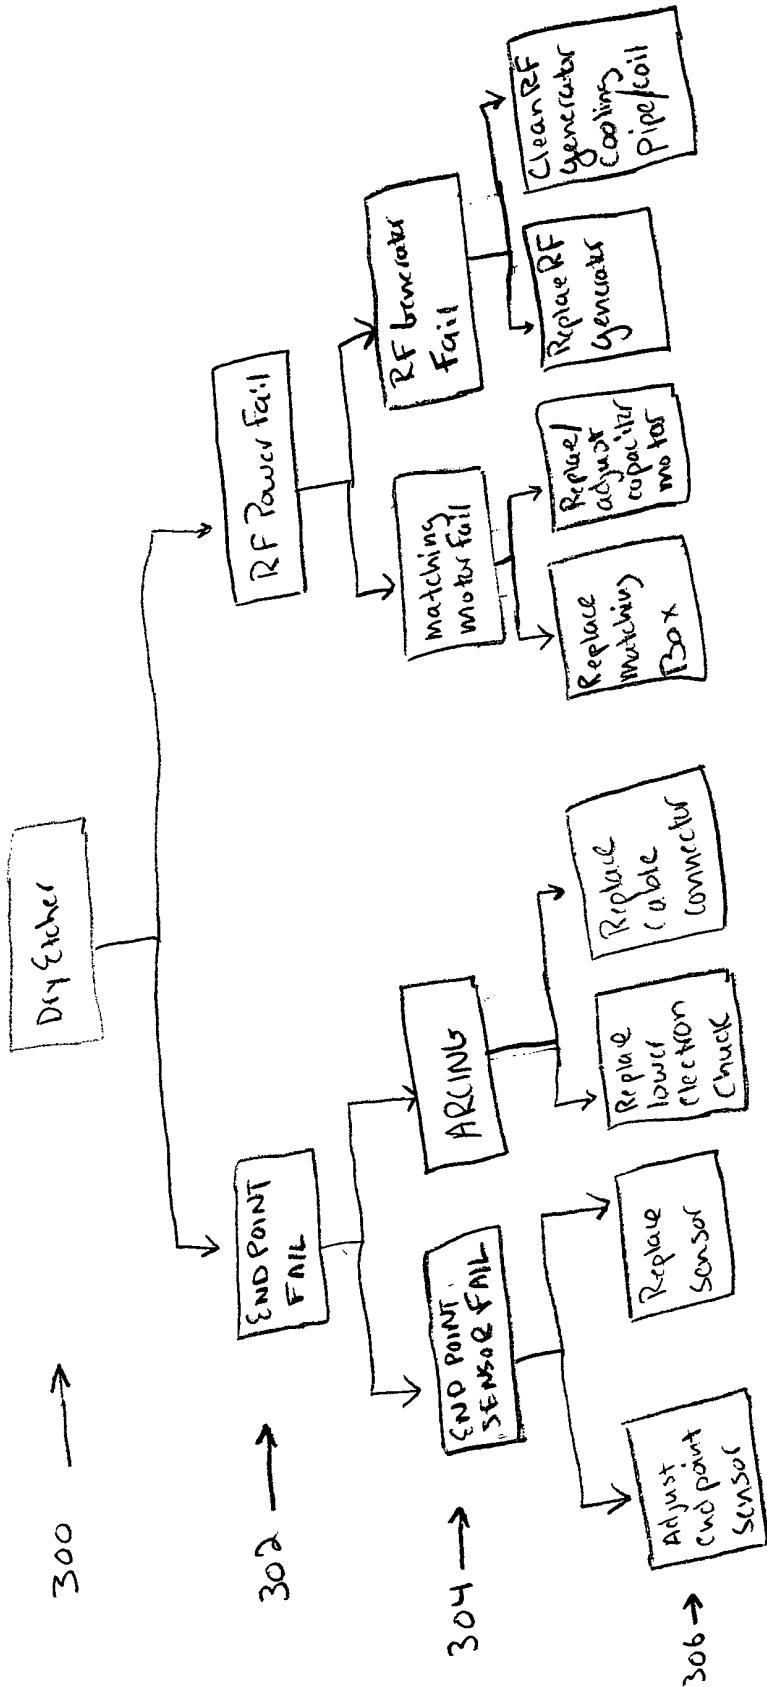 300
Dry Etcher
302
END POINT
FAIL
RF Power Fail
304
END POINT
SENSOR FAIL
ARCING
Matching
Motor Fail
RF Generator
Fail
306
Adjust
endpoint
sensor
Replace
sensor
Replace
lower
electron
chuck
Replace
cable
connector
Replace
Matching
Box
Replace/
adjust
capacitor
motor
Replace RF
generator
Clean RF
generator
cooling
pipe/coil